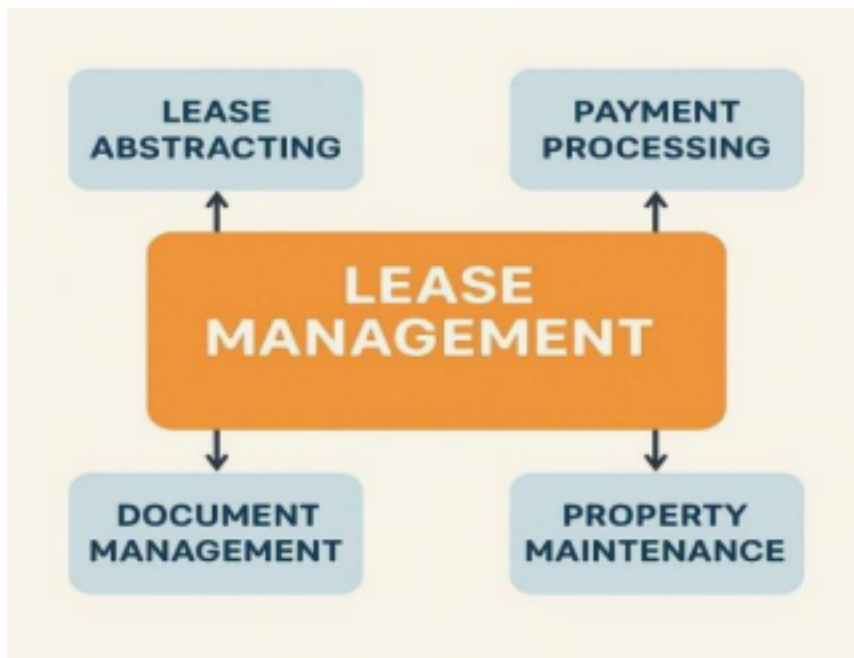 LEASE
ABSTRACTING
PAYMENT
PROCESSING
LEASE
MANAGEMENT
DOCUMENT
MANAGEMENT
PROPERTY
MAINTENANCE